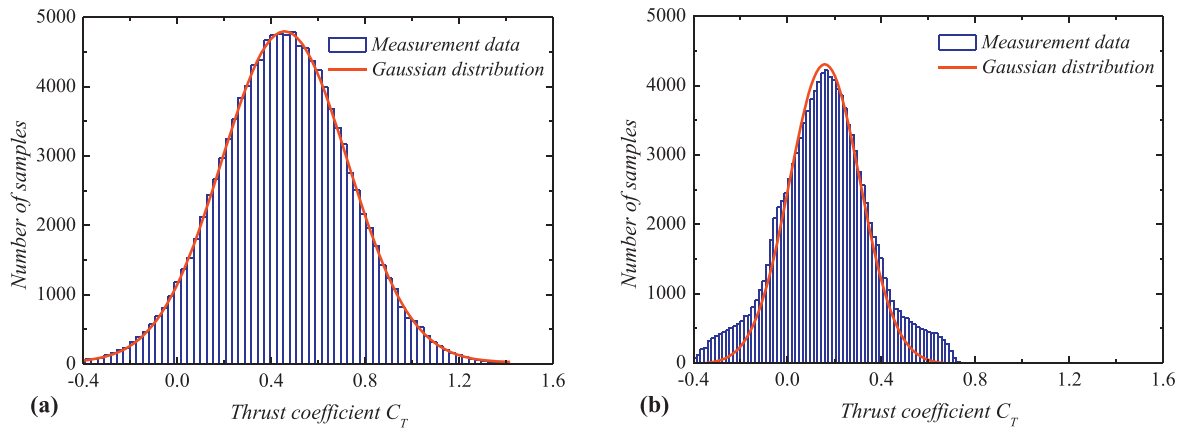 5000
4000
3000
2000
1000
0
-0.4
0.0
0.4
0.8
1.2
1.6
Number of samples
Thrust coefficient C_T
Measurement data
Gaussian distribution
(a)
5000
4000
3000
2000
1000
0
-0.4
0.0
0.4
0.8
1.2
1.6
Number of samples
Thrust coefficient C_T
Measurement data
Gaussian distribution
(b)